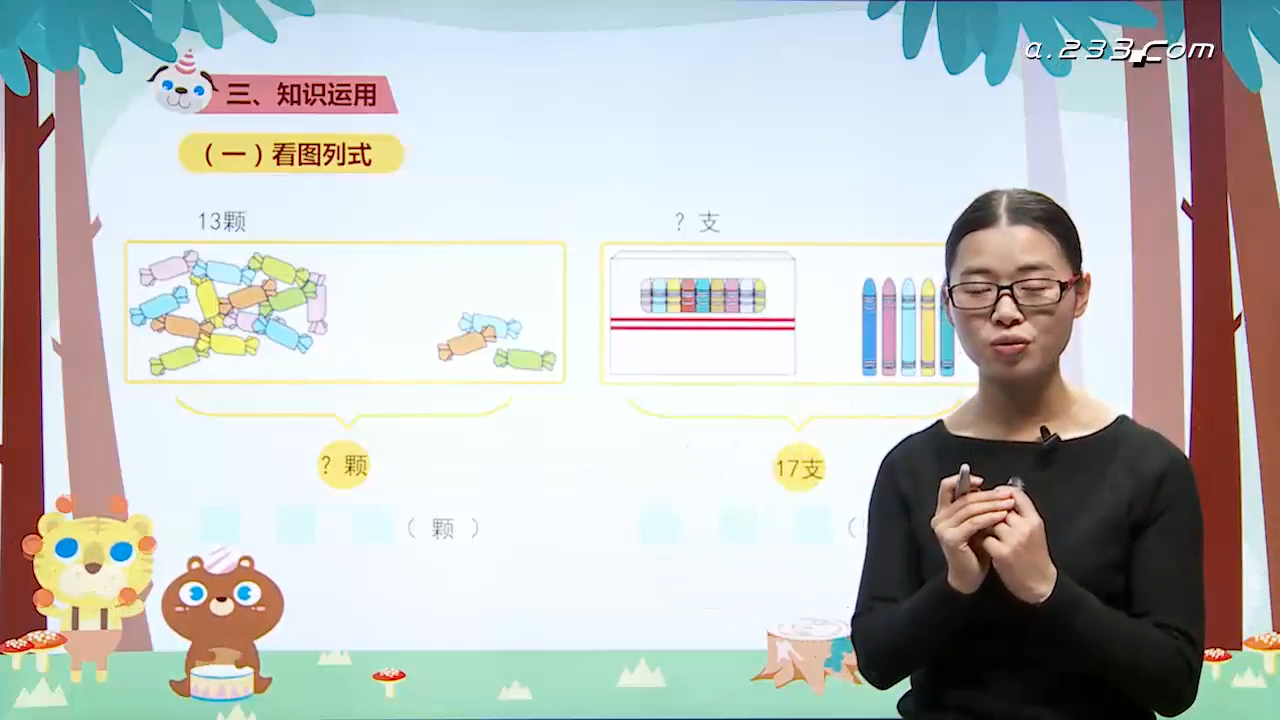 a.233.com
三、知识运用
（一）看图列式
13颗
？支
？颗
17支
（颗）
（